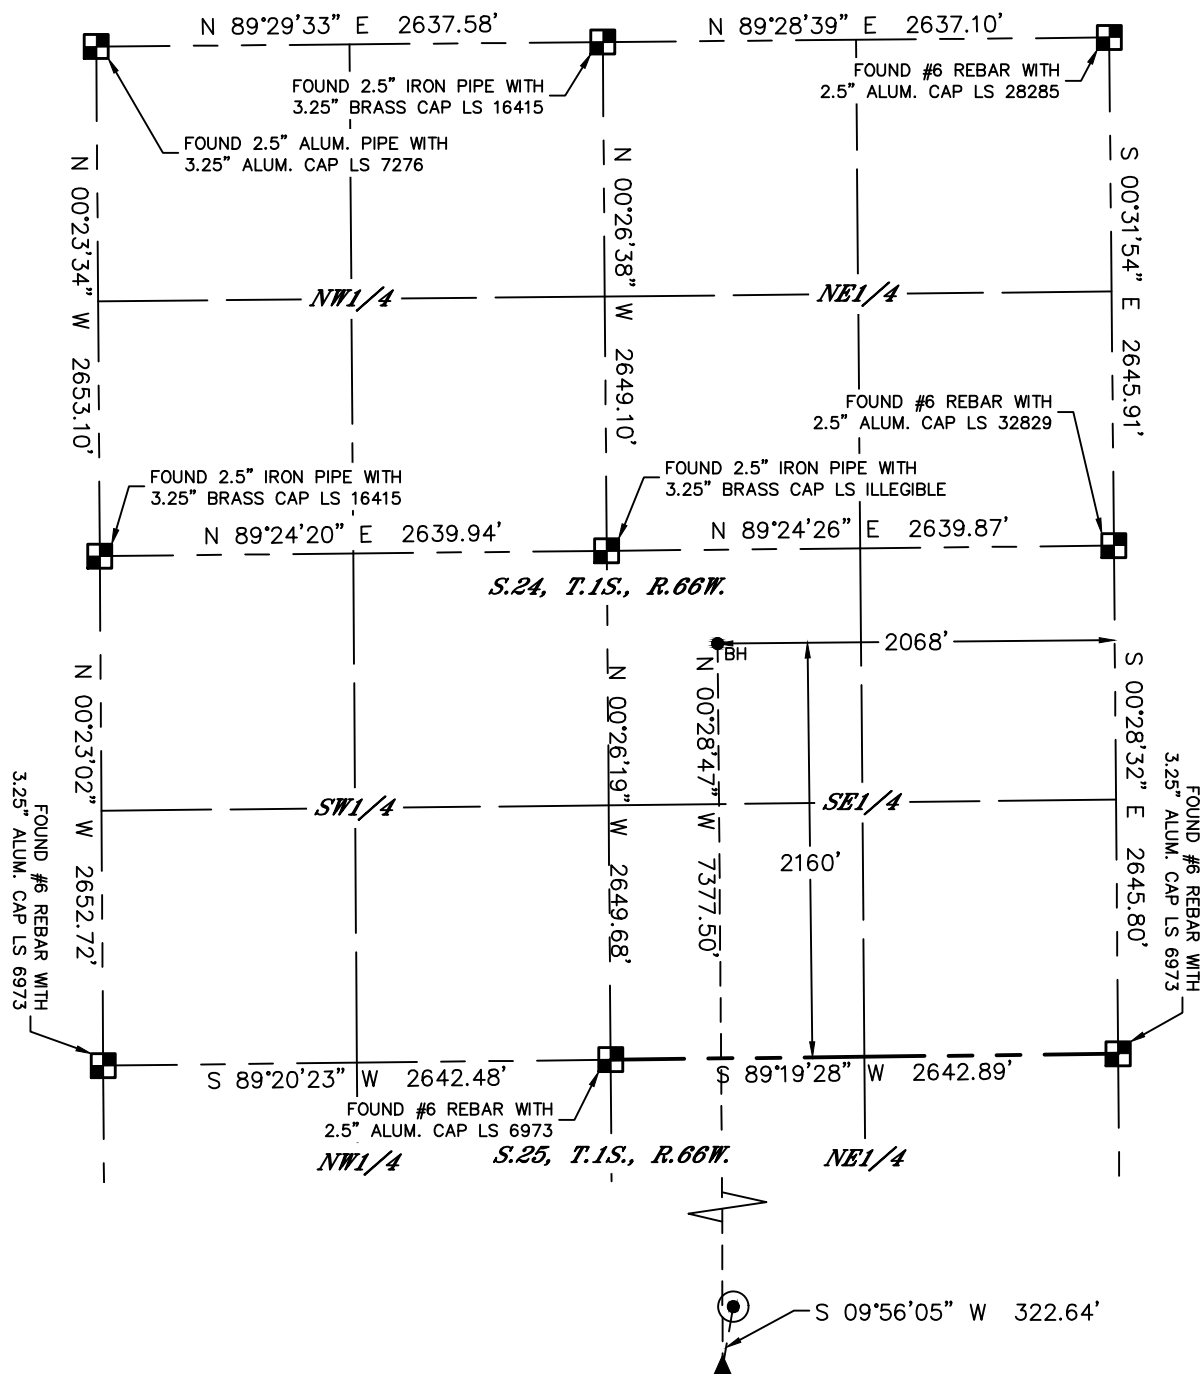 N 89°29'33" E 2637.58'
N 89°28'39" E 2637.10'
FOUND 2.5" IRON PIPE WITH
3.25" BRASS CAP LS 16415
FOUND #6 REBAR WITH
2.5" ALUM. CAP LS 28285
FOUND 2.5" ALUM. PIPE WITH
3.25" ALUM. CAP LS 7276
N 00°23'34" W 2653.10'
N 00°26'38" W 2649.10'
S 00°31'54" E 2645.91'
NW1/4
NE1/4
FOUND #6 REBAR WITH
2.5" ALUM. CAP LS 32829
FOUND 2.5" IRON PIPE WITH
3.25" BRASS CAP LS 16415
FOUND 2.5" IRON PIPE WITH
3.25" BRASS CAP LS ILLEGIBLE
N 89°24'20" E 2639.94'
N 89°24'26" E 2639.87'
S.24, T.1S., R.66W.
BH
2068'
N 00°23'02" W 2652.72'
N 00°26'19" W 2649.68'
N 00°28'47" W 7377.50'
S 00°28'32" E 2645.80'
FOUND #6 REBAR WITH
3.25" ALUM. CAP LS 6973
SW1/4
SE1/4
2160'
FOUND #6 REBAR WITH
3.25" ALUM. CAP LS 6973
S 89°20'23" W 2642.48'
S 89°19'28" W 2642.89'
FOUND #6 REBAR WITH
2.5" ALUM. CAP LS 6973
NW1/4
S.25, T.1S., R.66W.
NE1/4
S 09°56'05" W 322.64'